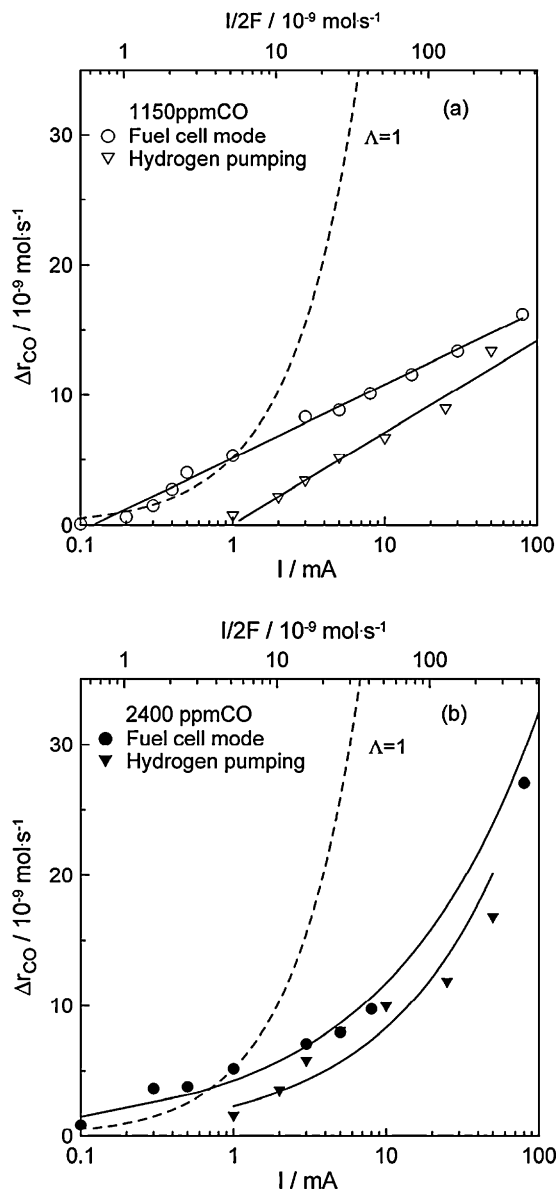 I/2F / 10⁻⁹ mol·s⁻¹
1 10 100
1150ppmCO (a)
Fuel cell mode
Hydrogen pumping
Λ=1
30
20
10
0
Δr_CO / 10⁻⁹ mol·s⁻¹
0.1 1 10 100
I / mA
I/2F / 10⁻⁹ mol·s⁻¹
1 10 100
2400 ppmCO (b)
Fuel cell mode
Hydrogen pumping
Λ=1
30
20
10
0
Δr_CO / 10⁻⁹ mol·s⁻¹
0.1 1 10 100
I / mA